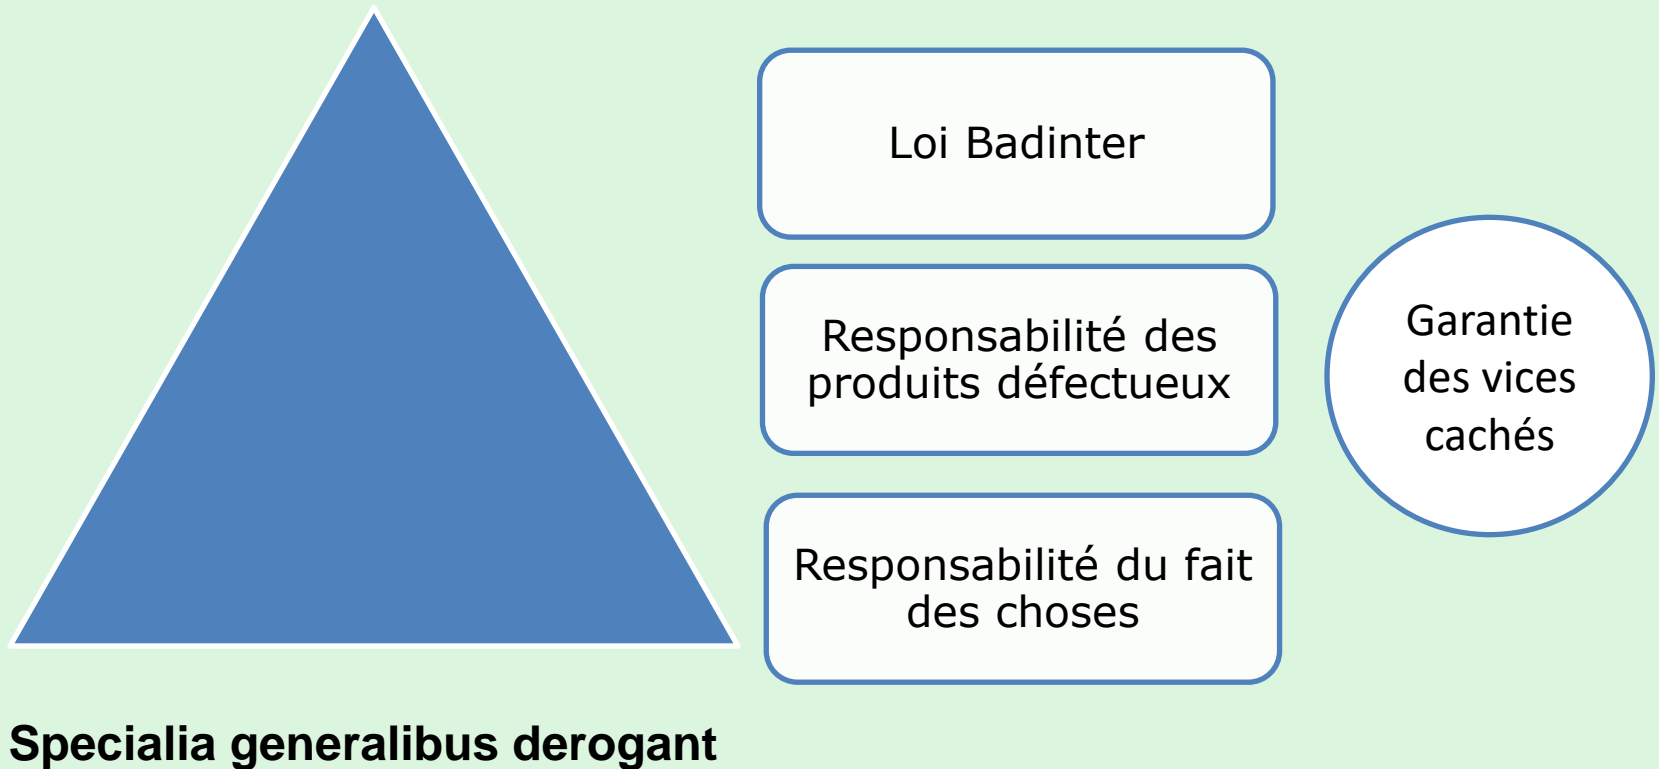 Loi Badinter
Responsabilité des
produits défectueux
Responsabilité du fait
des choses
Garantie
des vices
cachés
Specialia generalibus derogant